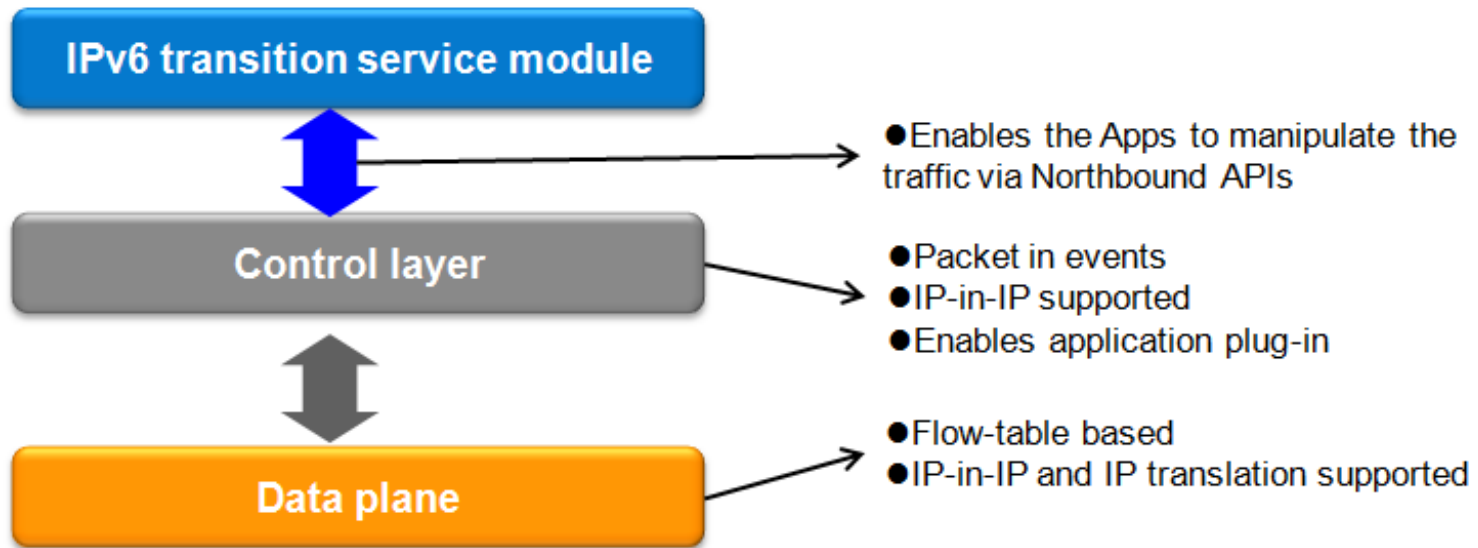 IPv6 transition service module
●Enables the Apps to manipulate the
traffic via Northbound APIs
Control layer
●Packet in events
●IP-in-IP supported
●Enables application plug-in
Data plane
●Flow-table based
●IP-in-IP and IP translation supported